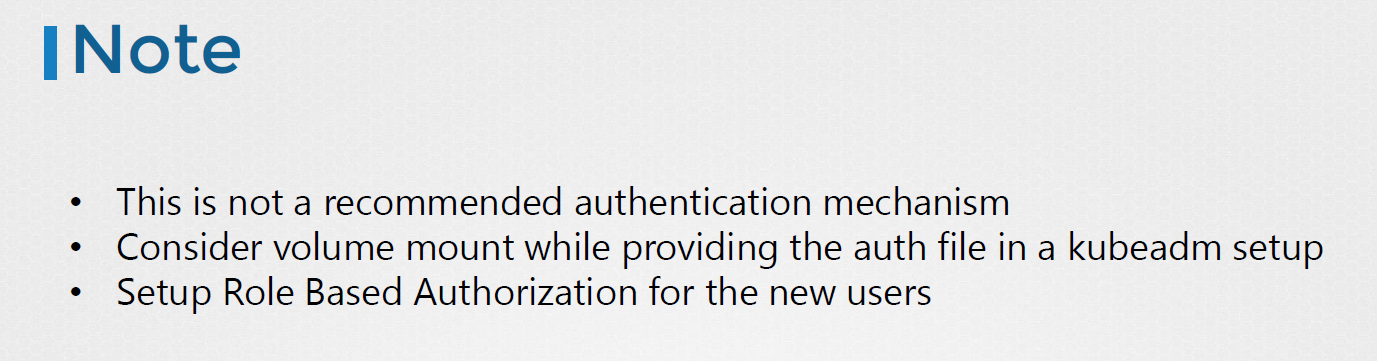 Note
• This is not a recommended authentication mechanism
• Consider volume mount while providing the auth file in a kubeadm setup
• Setup Role Based Authorization for the new users